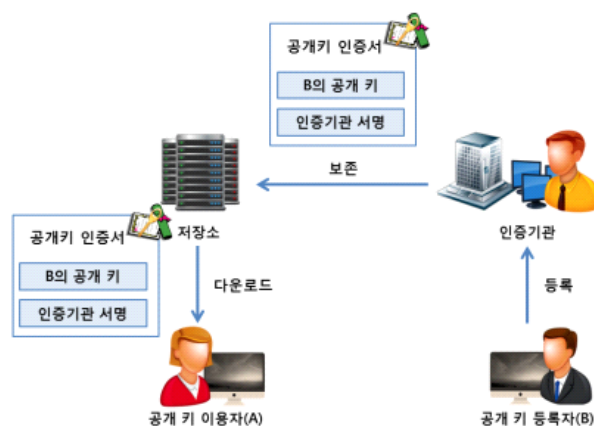 공개키 인증서
B의 공개 키
인증기관 서명
보존
저장소
인증기관
공개키 인증서
B의 공개 키
인증기관 서명
다운로드
등록
공개 키 이용자(A)
공개 키 등록자(B)